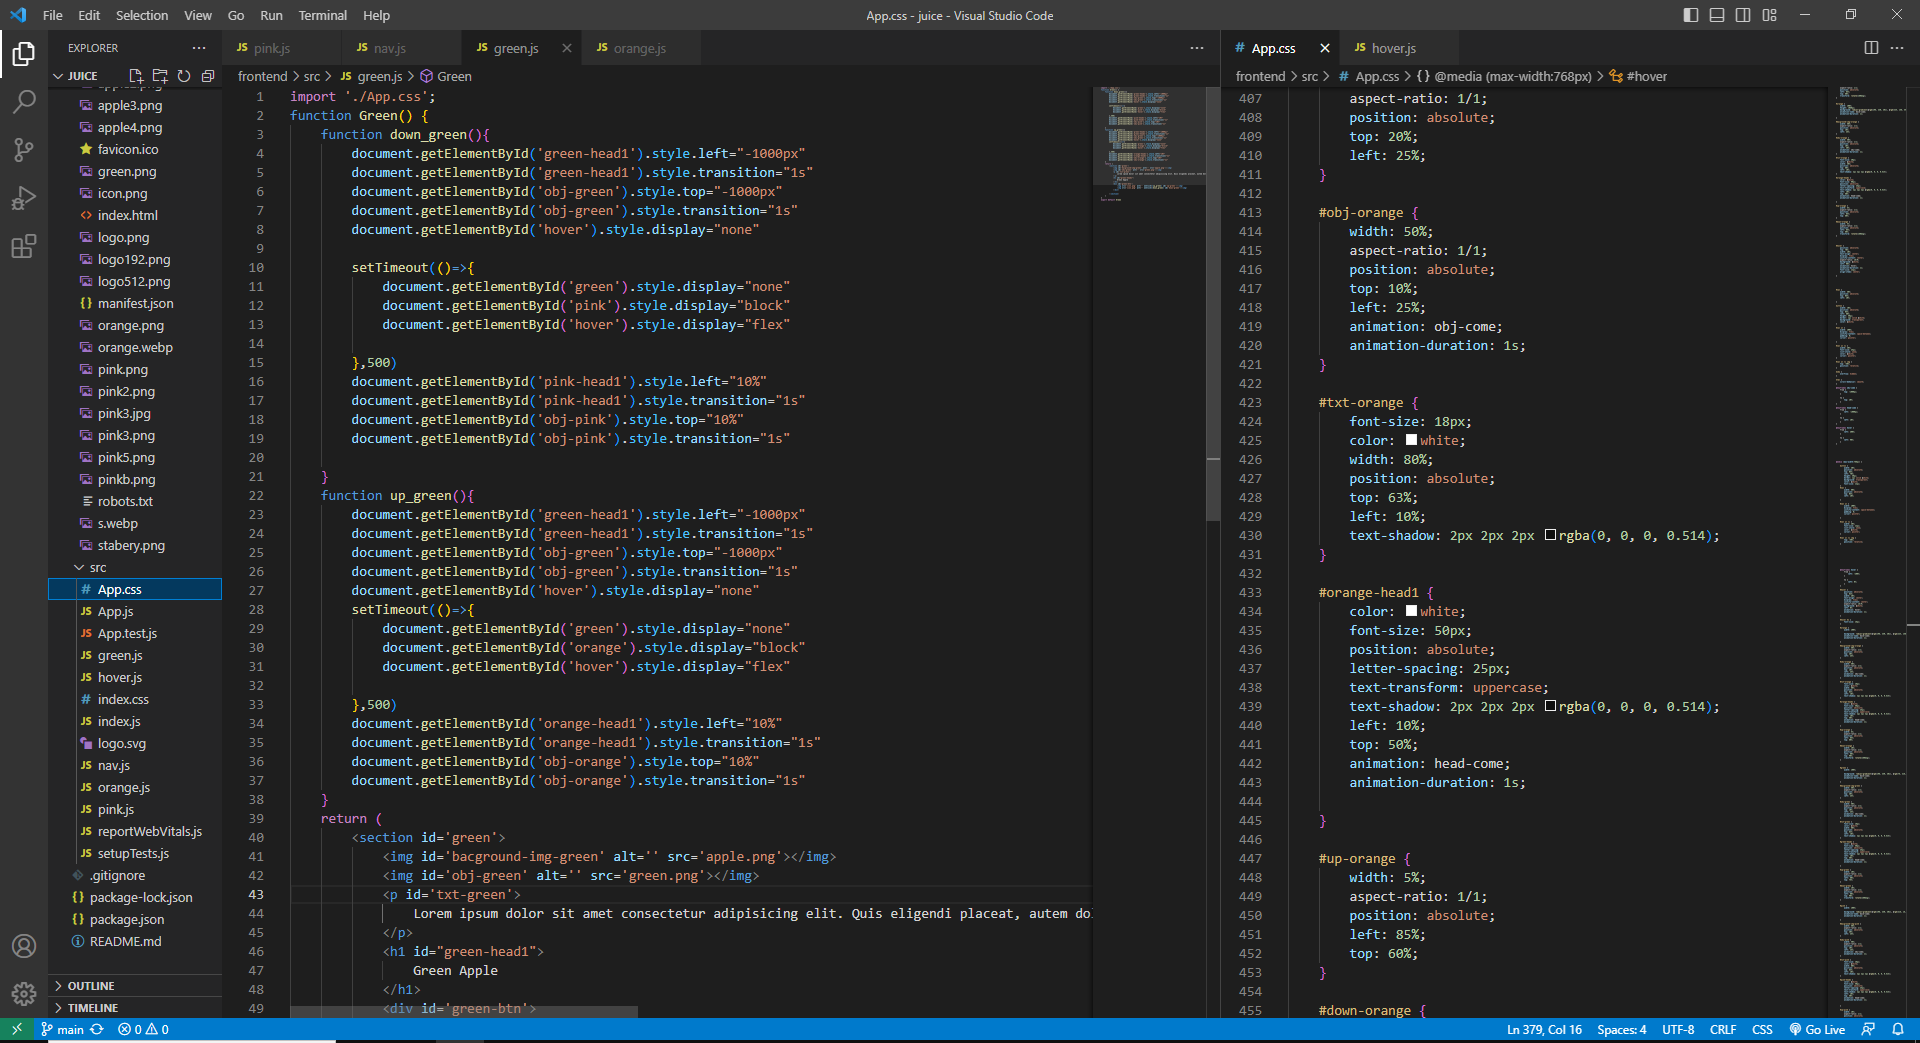 File Edit Selection View Go Run Terminal Help
App.css - juice - Visual Studio Code
EXPLORER
JUICE
apple3.png
apple4.png
favicon.ico
green.png
icon.png
index.html
logo.png
logo192.png
logo512.png
manifest.json
orange.png
orange.webp
pink.png
pink2.png
pink3.jpg
pink3.png
pink5.png
pinkb.png
robots.txt
s.webp
stabery.png
src
# App.css
JS App.js
JS App.test.js
JS green.js
JS hover.js
# index.css
JS index.js
logo.svg
JS nav.js
JS orange.js
JS pink.js
JS reportWebVitals.js
JS setupTests.js
.gitignore
{} package-lock.json
{} package.json
README.md
OUTLINE
TIMELINE
JS pink.js JS nav.js JS green.js JS orange.js
frontend > src > JS green.js > Green
1 import './App.css';
2 function Green() {
3 function down_green(){
4 document.getElementById('green-head1').style.left="-1000px"
5 document.getElementById('green-head1').style.transition="1s"
6 document.getElementById('obj-green').style.top="-1000px"
7 document.getElementById('obj-green').style.transition="1s"
8 document.getElementById('hover').style.display="none"
9
10 setTimeout(()=>{
11 document.getElementById('green').style.display="none"
12 document.getElementById('pink').style.display="block"
13 document.getElementById('hover').style.display="flex"
14
15 },500)
16 document.getElementById('pink-head1').style.left="10%"
17 document.getElementById('pink-head1').style.transition="1s"
18 document.getElementById('obj-pink').style.top="10%"
19 document.getElementById('obj-pink').style.transition="1s"
20
21 }
22 function up_green(){
23 document.getElementById('green-head1').style.left="-1000px"
24 document.getElementById('green-head1').style.transition="1s"
25 document.getElementById('obj-green').style.top="-1000px"
26 document.getElementById('obj-green').style.transition="1s"
27 document.getElementById('hover').style.display="none"
28 setTimeout(()=>{
29 document.getElementById('green').style.display="none"
30 document.getElementById('orange').style.display="block"
31 document.getElementById('hover').style.display="flex"
32
33 },500)
34 document.getElementById('orange-head1').style.left="10%"
35 document.getElementById('orange-head1').style.transition="1s"
36 document.getElementById('obj-orange').style.top="10%"
37 document.getElementById('obj-orange').style.transition="1s"
38 }
39 return (
40 <section id='green'>
41 <img id='bacground-img-green' alt='' src='apple.png'></img>
42 <img id='obj-green' alt='' src='green.png'></img>
43 <p id='txt-green'>
44 Lorem ipsum dolor sit amet consectetur adipisicing elit. Quis eligendi placeat, autem do
45 </p>
46 <h1 id="green-head1">
47 Green Apple
48 </h1>
49 <div id='green-btn'>
# App.css JS hover.js
frontend > src > # App.css > {} @media (max-width:768px) > #hover
407 aspect-ratio: 1/1;
408 position: absolute;
409 top: 20%;
410 left: 25%;
411 }
412
413 #obj-orange {
414 width: 50%;
415 aspect-ratio: 1/1;
416 position: absolute;
417 top: 10%;
418 left: 25%;
419 animation: obj-come;
420 animation-duration: 1s;
421 }
422
423 #txt-orange {
424 font-size: 18px;
425 color: white;
426 width: 80%;
427 position: absolute;
428 top: 63%;
429 left: 10%;
430 text-shadow: 2px 2px 2px rgba(0, 0, 0, 0.514);
431 }
432
433 #orange-head1 {
434 color: white;
435 font-size: 50px;
436 position: absolute;
437 letter-spacing: 25px;
438 text-transform: uppercase;
439 text-shadow: 2px 2px 2px rgba(0, 0, 0, 0.514);
440 left: 10%;
441 top: 50%;
442 animation: head-come;
443 animation-duration: 1s;
444
445 }
446
447 #up-orange {
448 width: 5%;
449 aspect-ratio: 1/1;
450 position: absolute;
451 left: 85%;
452 top: 60%;
453 }
454
455 #down-orange {
main 0 0
Ln 379, Col 16 Spaces: 4 UTF-8 CRLF CSS Go Live